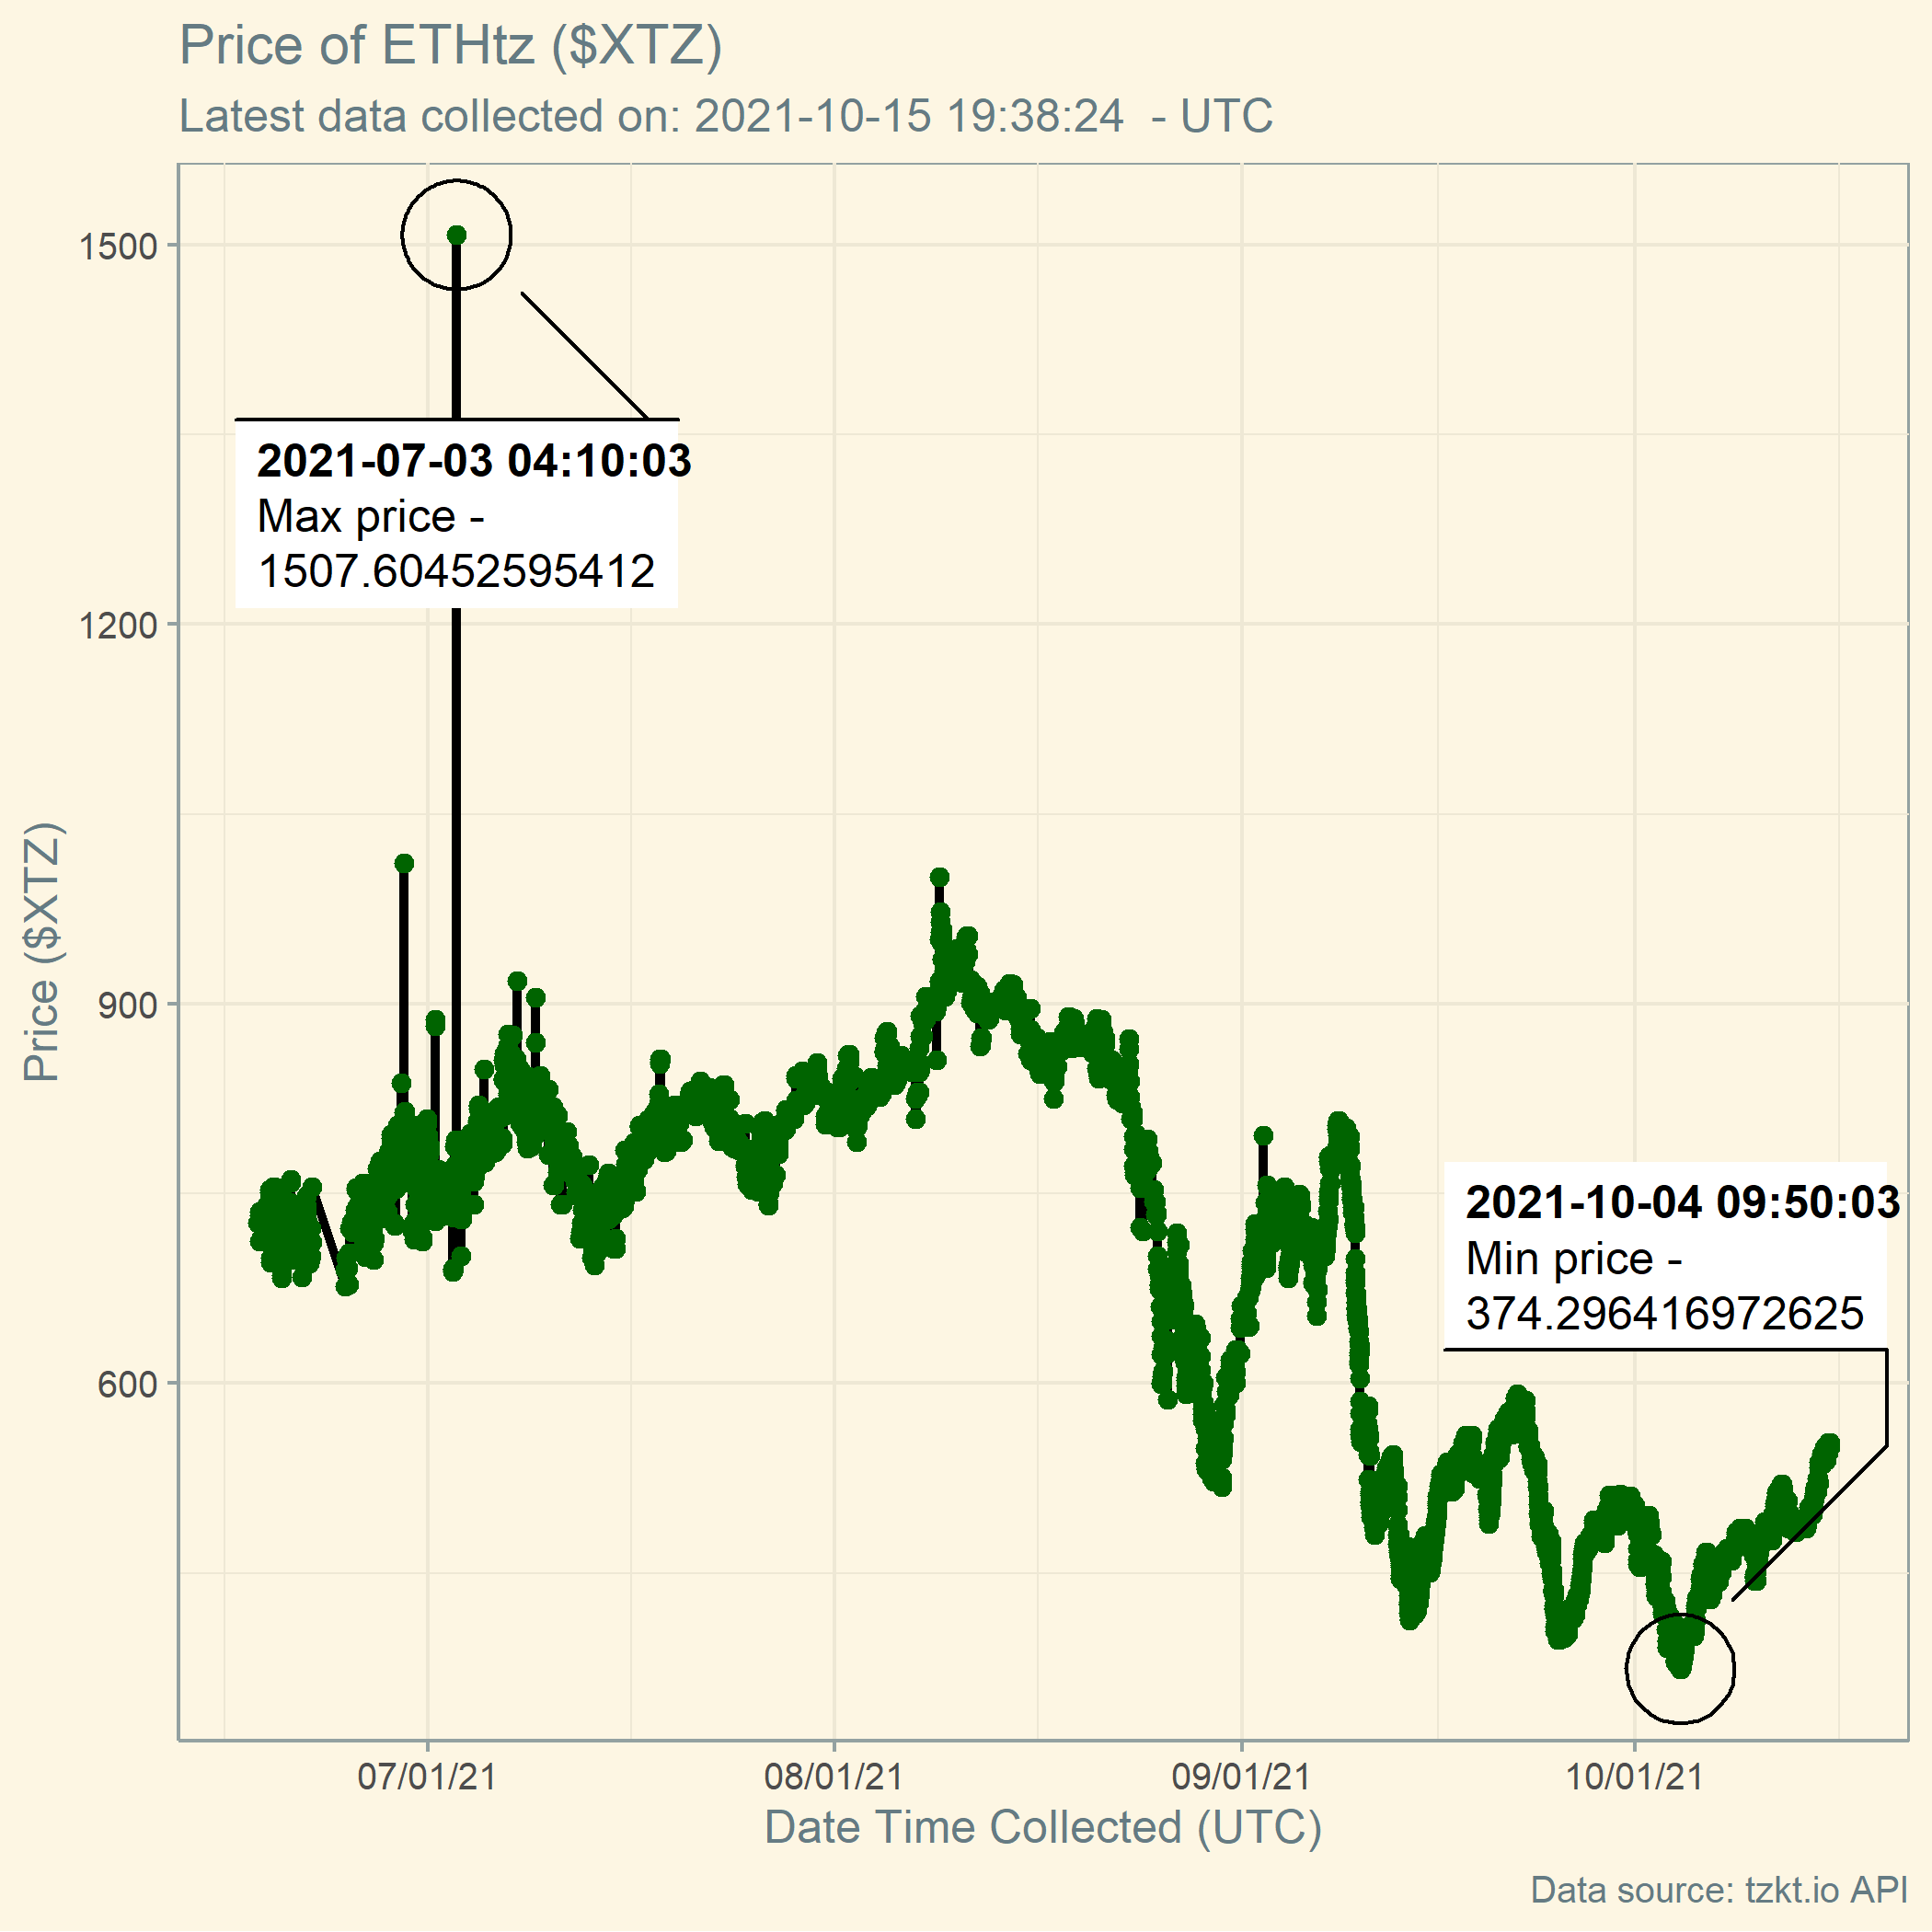 Price of ETHtz ($XTZ)
Latest data collected on: 2021-10-15 19:38:24  - UTC
1500
1200
900
600
Price ($XTZ)
2021-07-03 04:10:03
Max price -
1507.60452595412
2021-10-04 09:50:03
Min price -
374.296416972625
07/01/21
08/01/21
09/01/21
10/01/21
Date Time Collected (UTC)
Data source: tzkt.io API